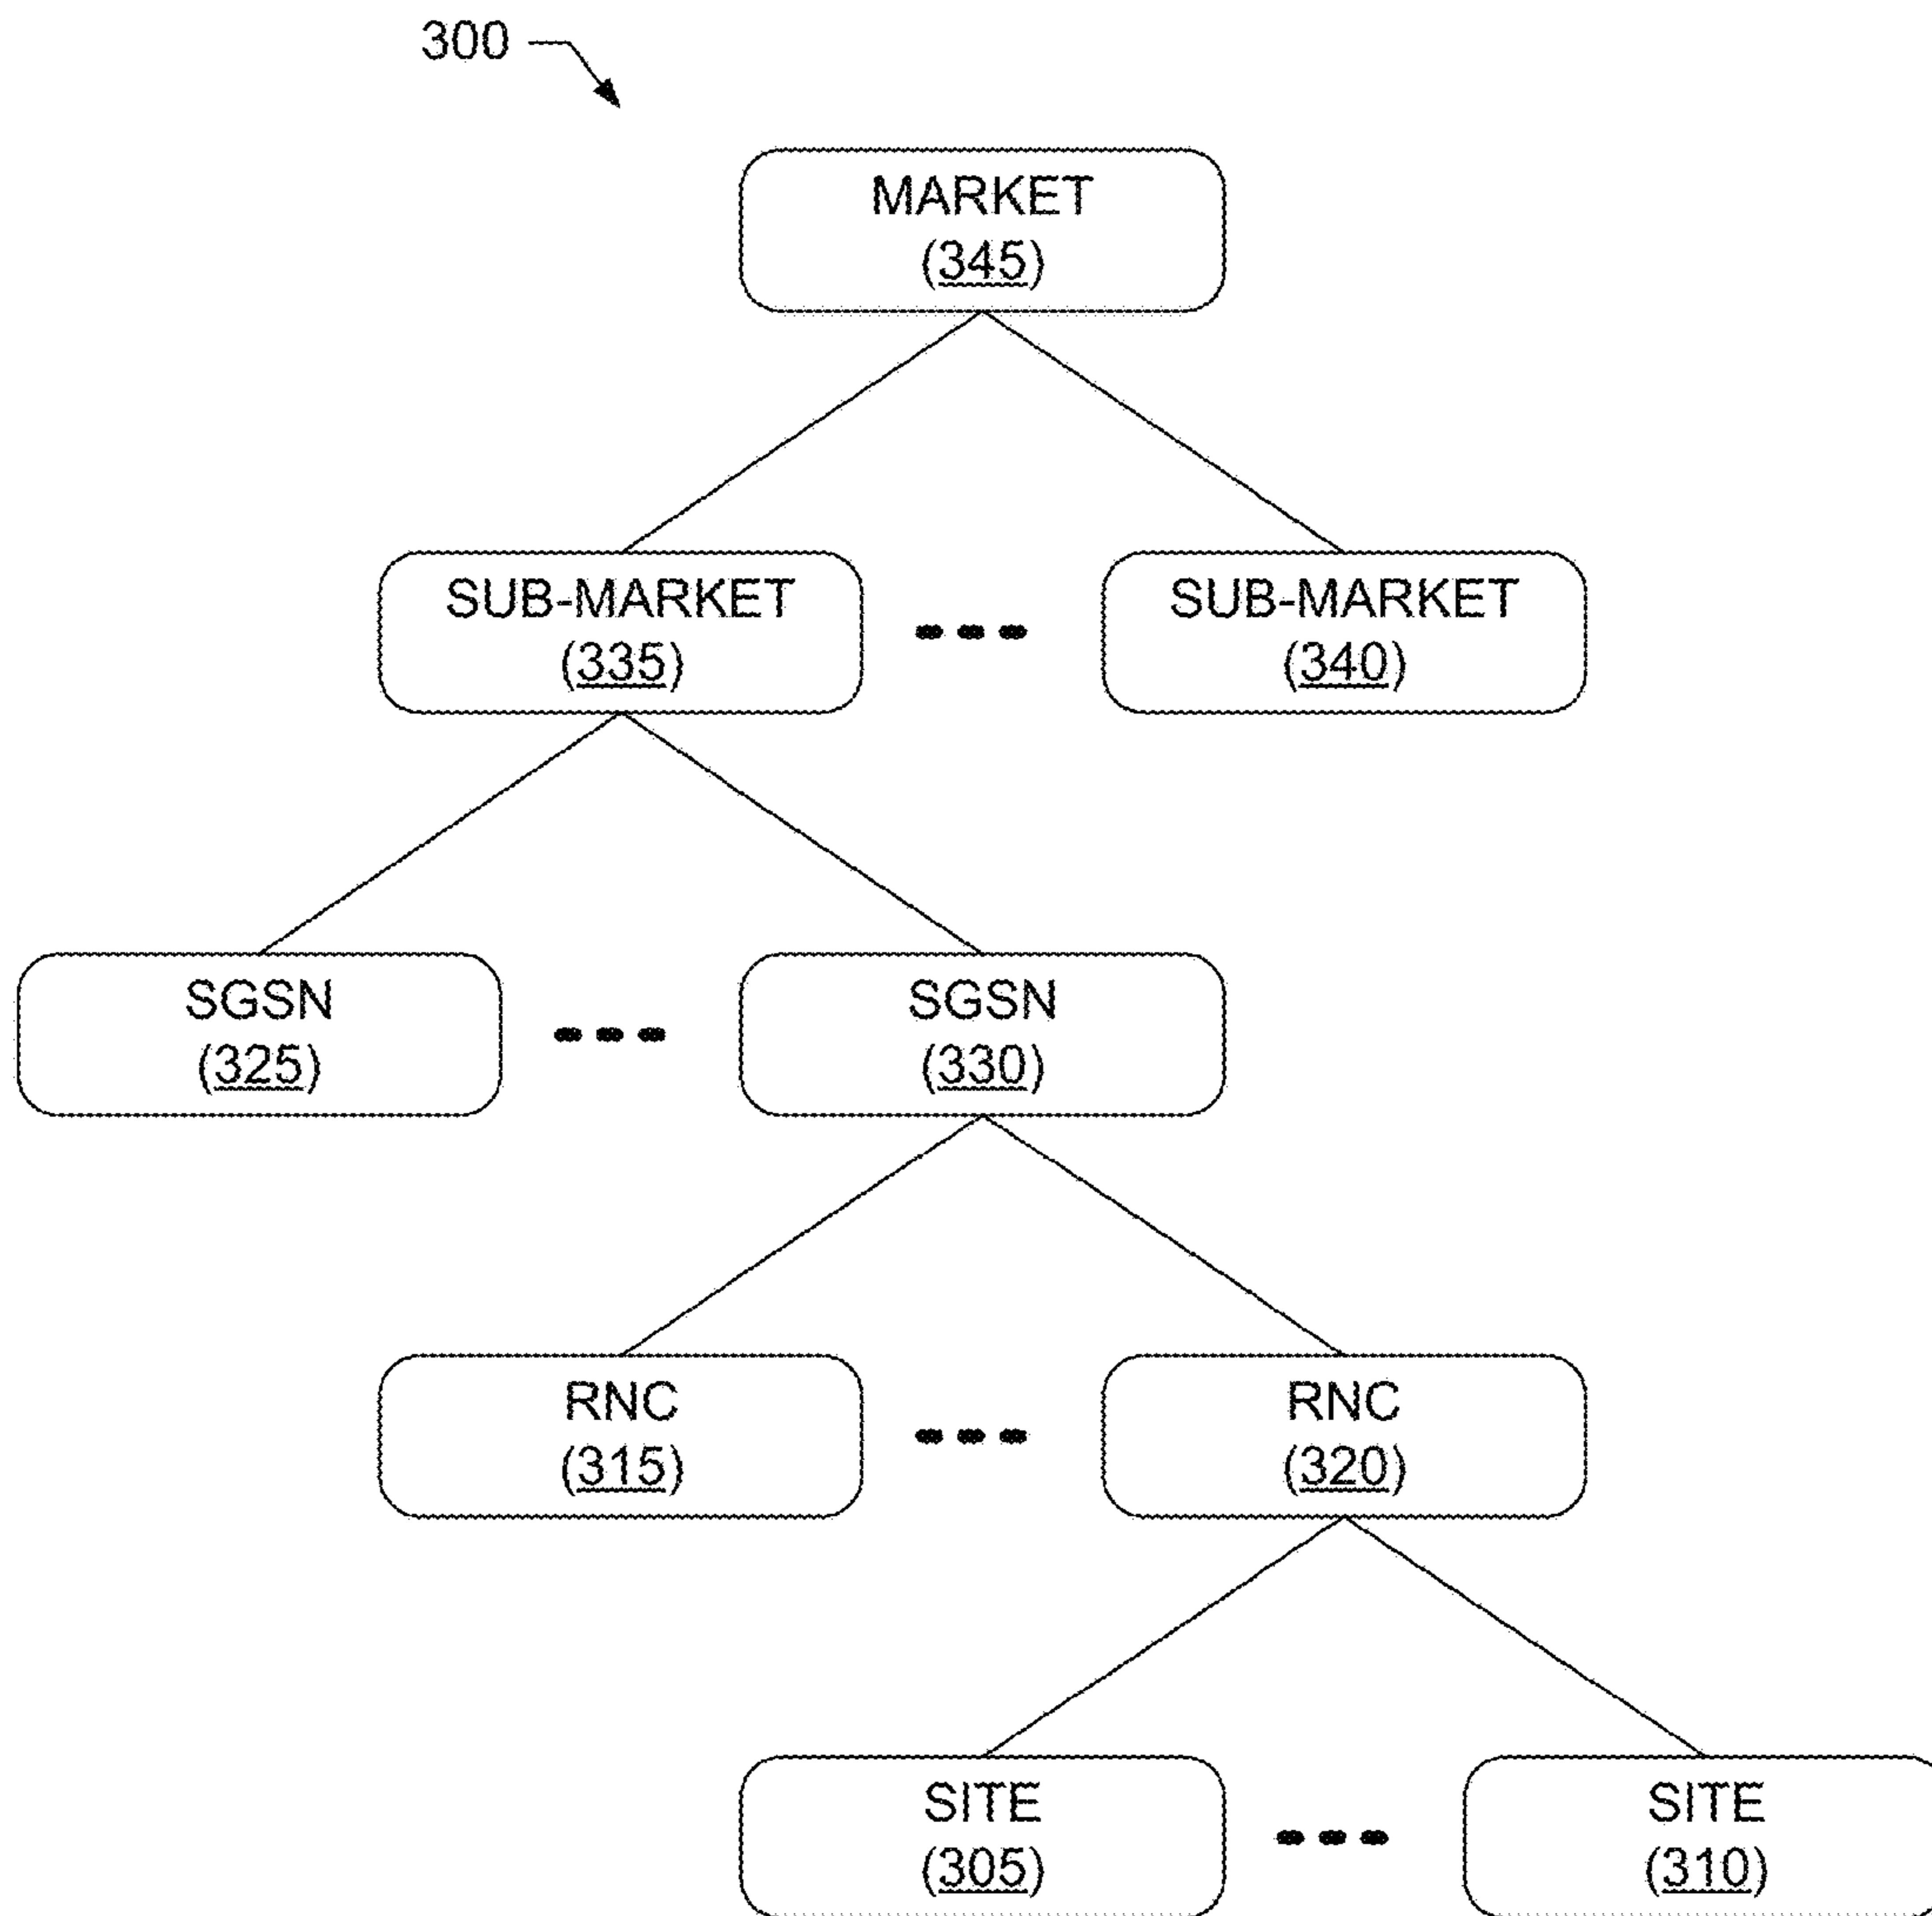 300
MARKET
(345)
SUB-MARKET
(335)
SUB-MARKET
(340)
SGSN
(325)
SGSN
(330)
RNC
(315)
RNC
(320)
SITE
(305)
SITE
(310)